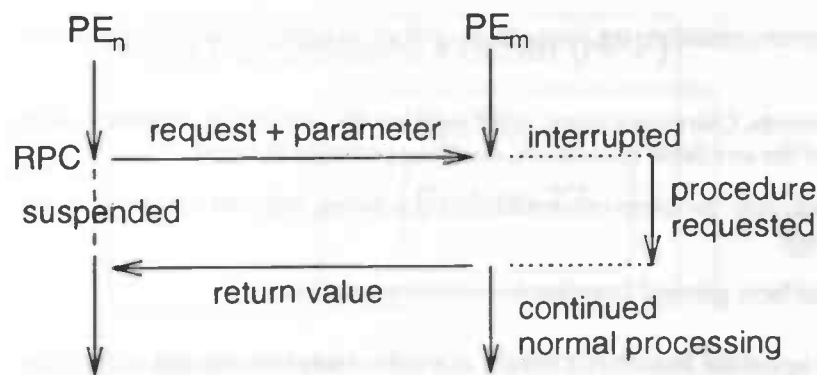 PEn PEm
request + parameter
interrupted
RPC
procedure
requested
suspended
return value
continued
normal processing